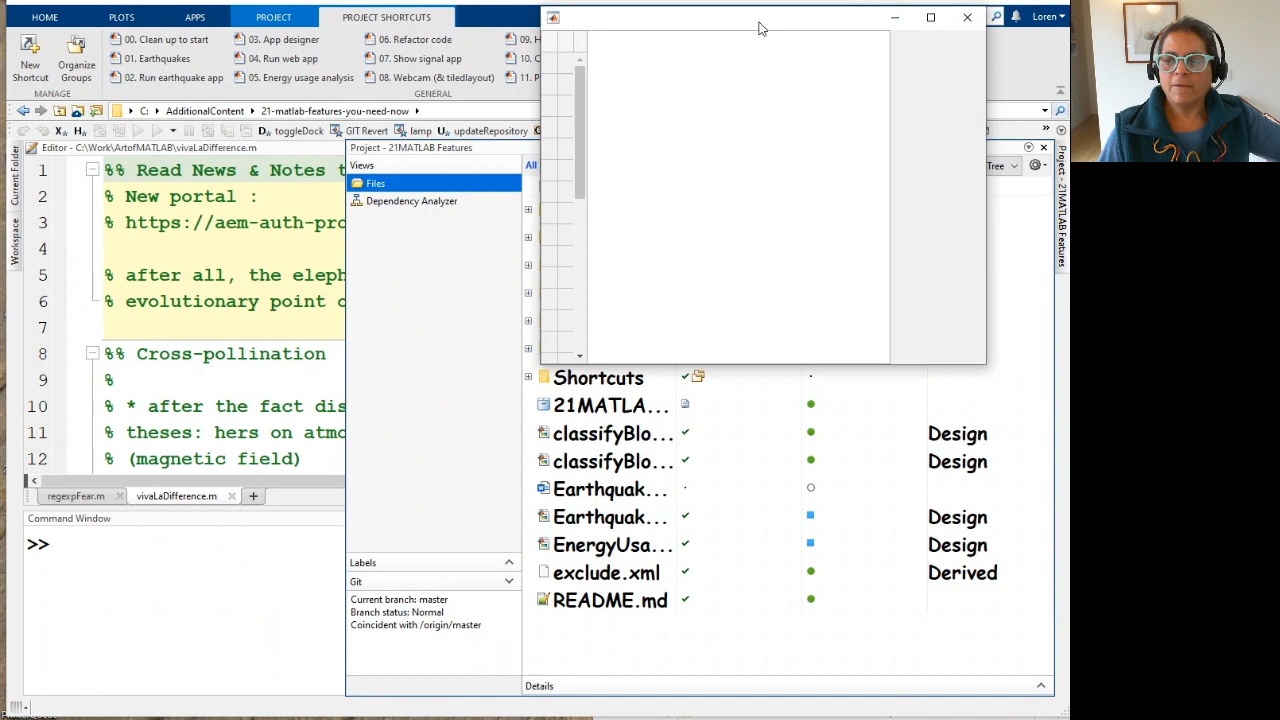 HOME PLOTS APPS PROJECT PROJECT SHORTCUTS
Loren
New Shortcut
Organize Groups
00. Clean up to start
01. Earthquakes
02. Run earthquake app
03. App designer
04. Run web app
05. Energy usage analysis
06. Refactor code
07. Show signal app
08. Webcam (& tiledlayout)
09. H
10. C
11. P
MANAGE
GENERAL
C: AdditionalContent 21-matlab-features-you-need-now
toggleDock GIT Revert lamp updateRepository
Current Folder
Workspace
Editor - C:\Work\ArtofMATLAB\vivaLaDifference.m
1 %% Read News & Notes t
2 % New portal :
3 % https://aem-auth-pro
4 %
5 % after all, the eleph
6 % evolutionary point o
7
8 %% Cross-pollination
9 %
10 % * after the fact dis
11 % theses: hers on atmo
12 % (magnetic field)
regexpFear.m vivaLaDifference.m
Command Window
>>
Project - 21MATLAB Features
Views
Files
Dependency Analyzer
All
Tree
Project - 21MATLAB Features
Shortcuts
21MATLA...
classifyBlo... Design
classifyBlo... Design
Earthquak...
Earthquak... Design
EnergyUsa... Design
exclude.xml Derived
README.md
Labels
Git
Current branch: master
Branch status: Normal
Coincident with /origin/master
Details